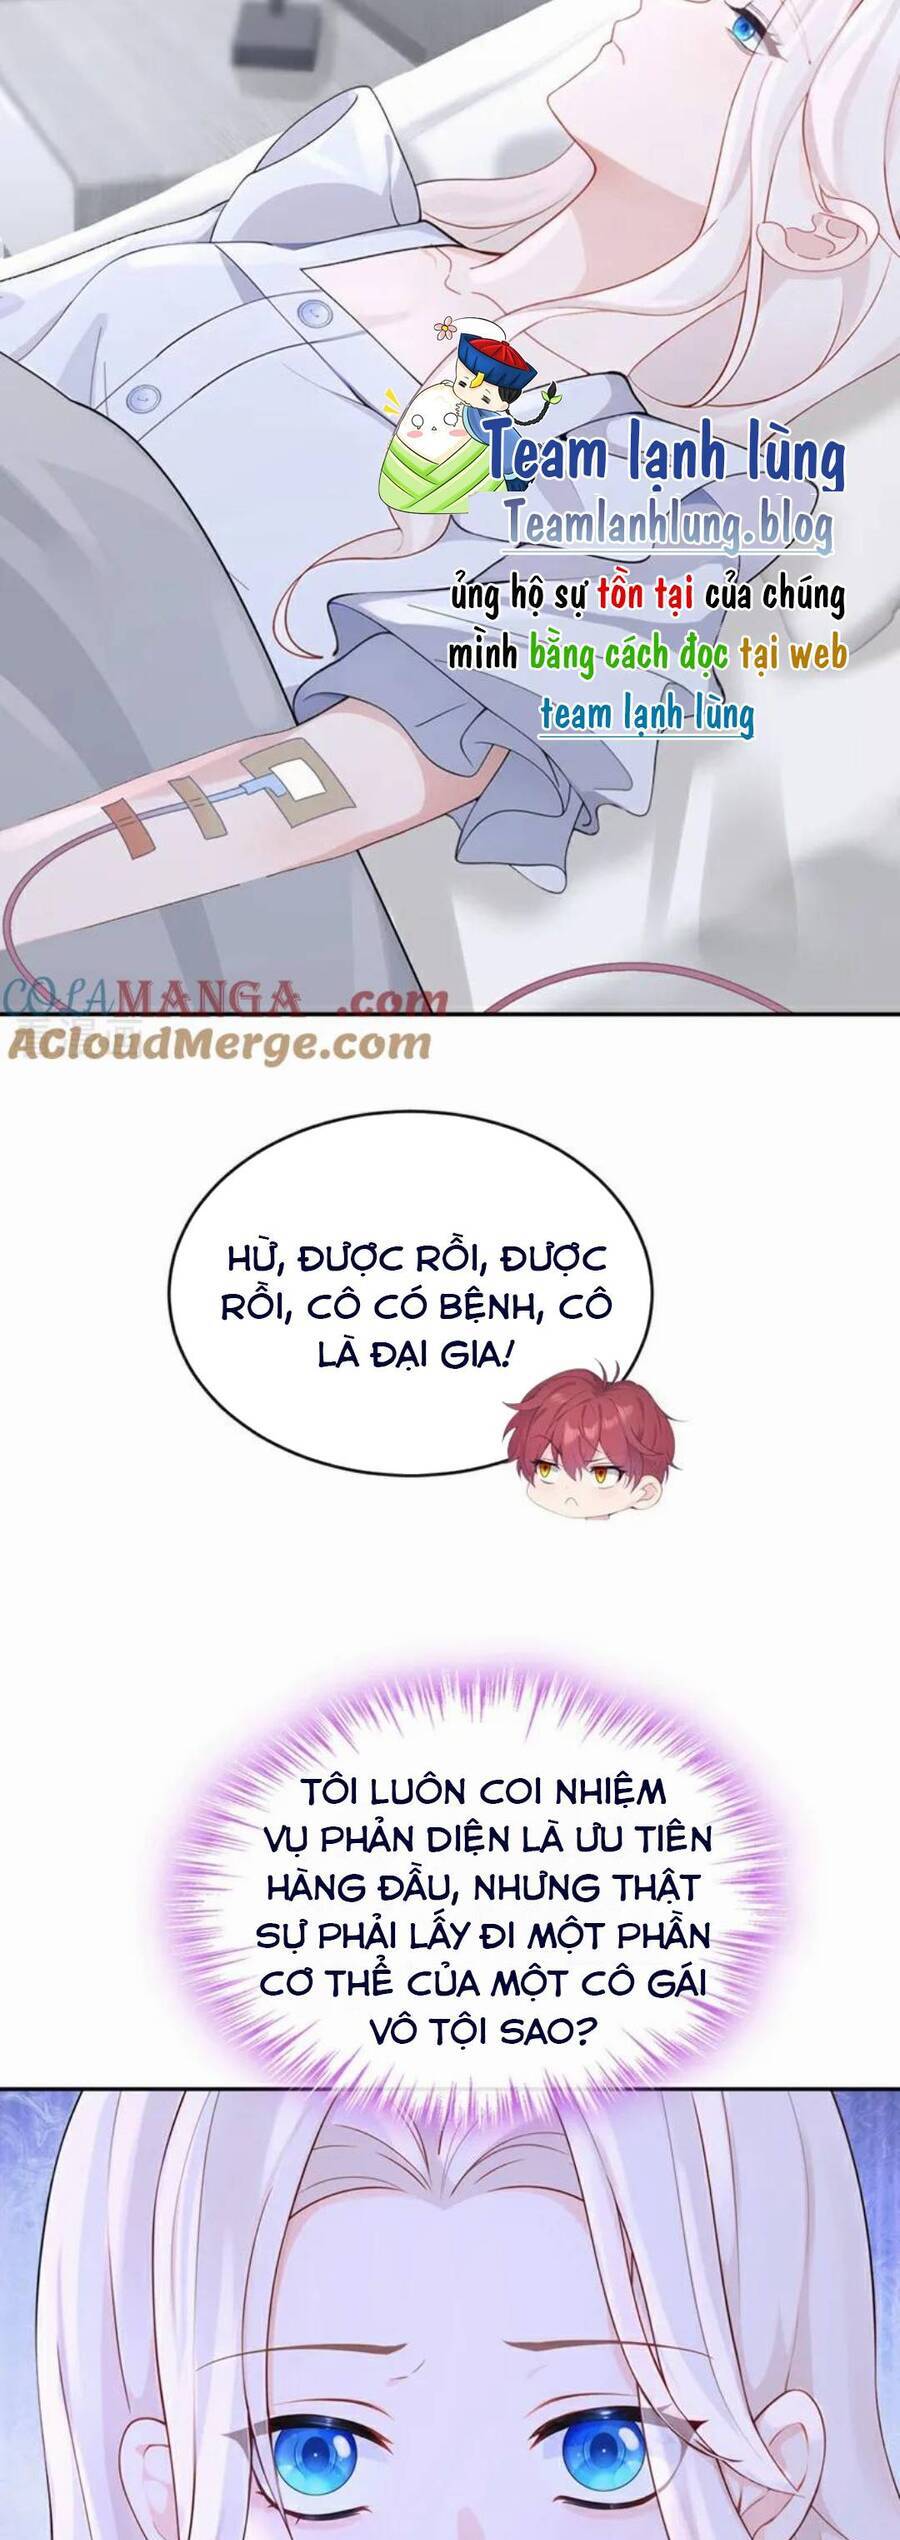 Team lạnh lùng
Teamlanhlung.blog
ủng hộ sự tồn tại của chúng
mình bằng cách đọc tại web
team lạnh lùng
COLAMANGA.com
看漫画
ACloudMerge.com
HỪ, ĐƯỢC RỒI, ĐƯỢC
RỒI, CÔ CÓ BỆNH, CÔ
LÀ ĐẠI GIA!
TÔI LUÔN COI NHIỆM
VỤ PHẢN DIỆN LÀ ƯU TIÊN
HÀNG ĐẦU, NHƯNG THẬT
SỰ PHẢI LẤY ĐI MỘT PHẦN
CƠ THỂ CỦA MỘT CÔ GÁI
VÔ TỘI SAO?